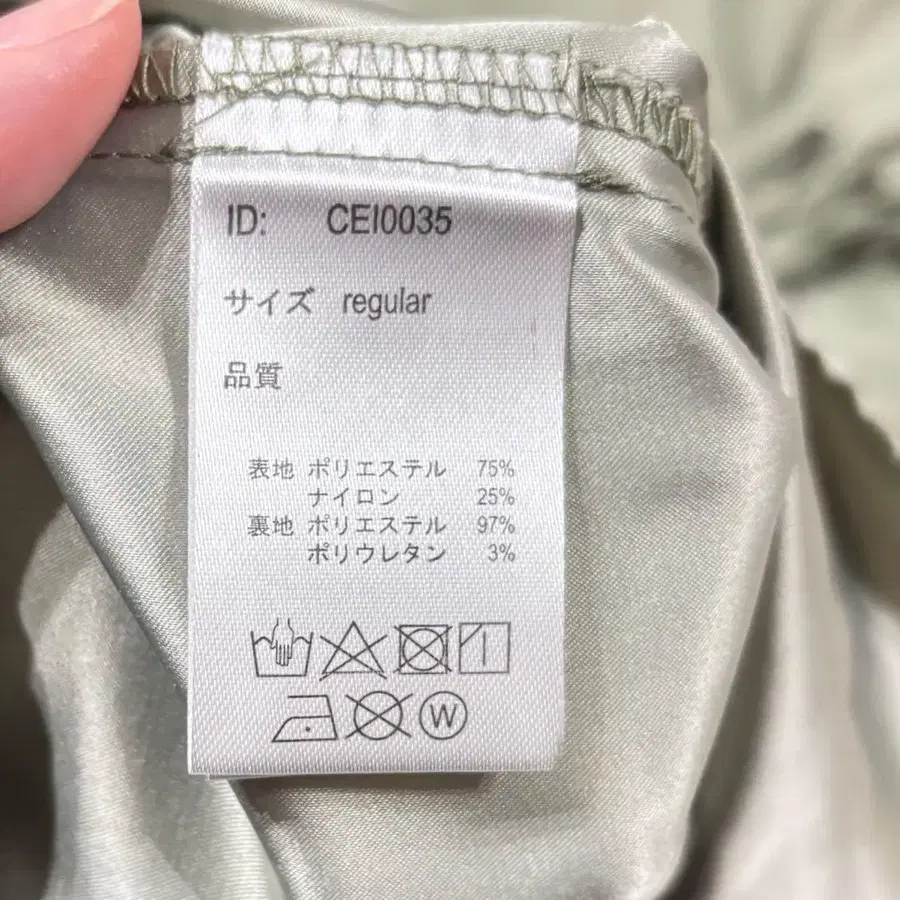 ID: CEI0035
サイズ regular
品質
表地 ポリエステル 75%
ナイロン 25%
裏地 ポリエステル 97%
ポリウレタン 3%
W